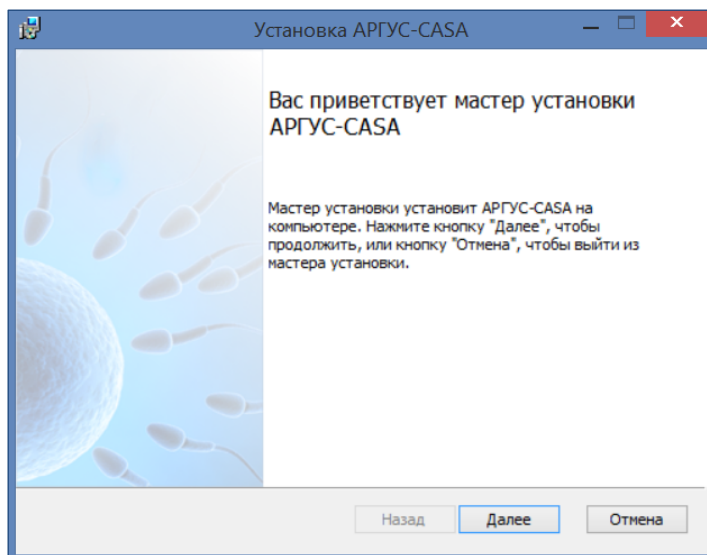 Установка АРГУС-CASA
Вас приветствует мастер установки
АРГУС-CASA
Мастер установки установит АРГУС-CASA на
компьютере. Нажмите кнопку "Далее", чтобы
продолжить, или кнопку "Отмена", чтобы выйти из
мастера установки.
Назад Далее Отмена